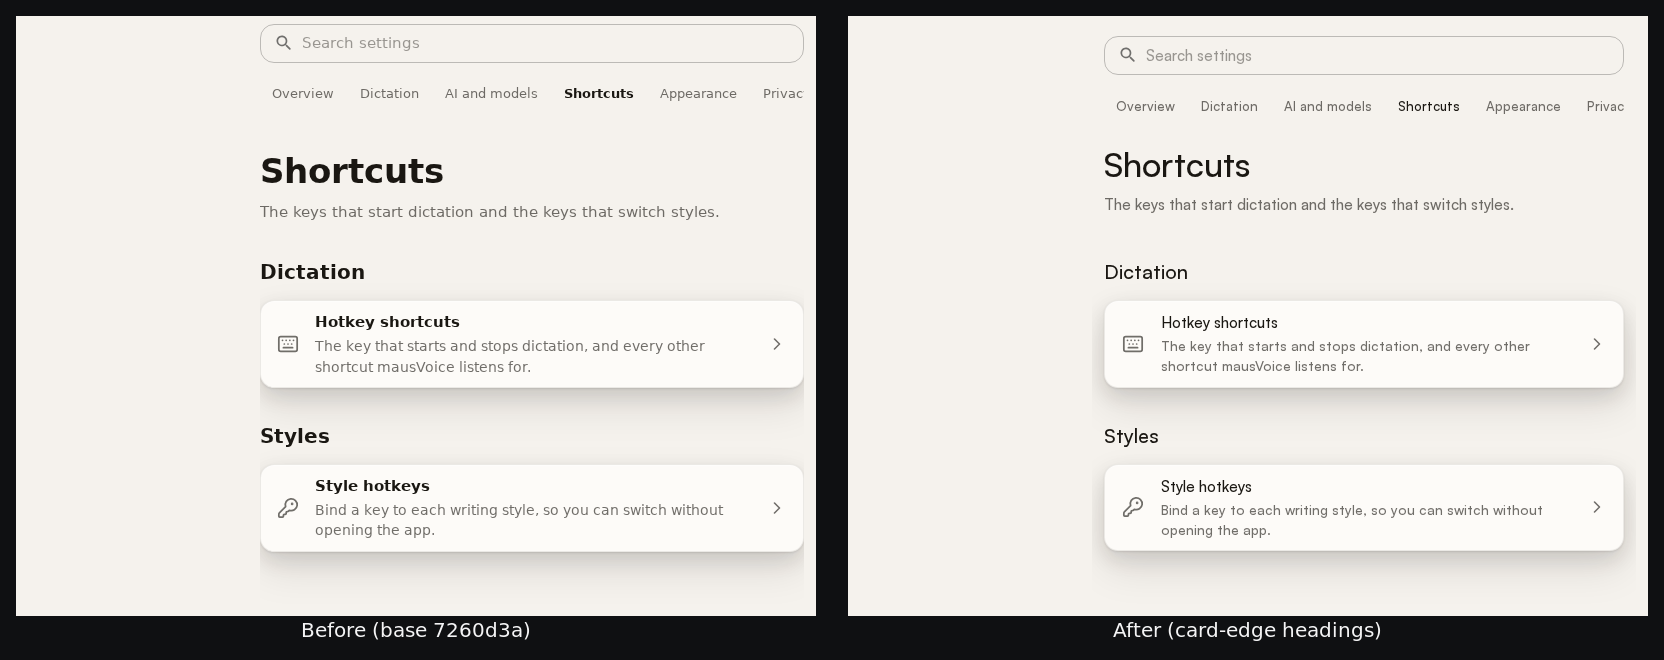 Search settings
Overview Dictation AI and models Shortcuts Appearance Privac
Shortcuts
The keys that start dictation and the keys that switch styles.
Dictation
Hotkey shortcuts
The key that starts and stops dictation, and every other
shortcut mausVoice listens for.
Styles
Style hotkeys
Bind a key to each writing style, so you can switch without
opening the app.
Before (base 7260d3a)
Search settings
Overview Dictation AI and models Shortcuts Appearance Privac
Shortcuts
The keys that start dictation and the keys that switch styles.
Dictation
Hotkey shortcuts
The key that starts and stops dictation, and every other
shortcut mausVoice listens for.
Styles
Style hotkeys
Bind a key to each writing style, so you can switch without
opening the app.
After (card-edge headings)